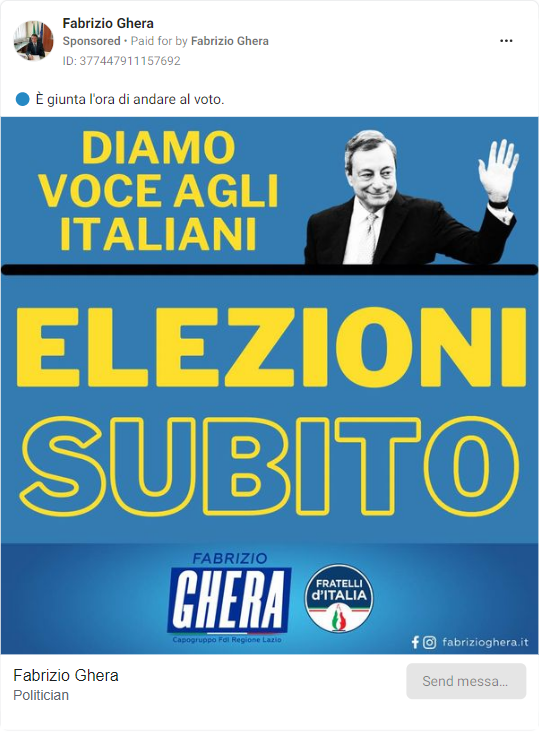 Fabrizio Ghera
Sponsored • Paid for by Fabrizio Ghera
ID: 377447911157692
È giunta l'ora di andare al voto.
DIAMO
VOCE AGLI
ITALIANI
ELEZIONI
SUBITO
FABRIZIO
GHERA
Capogruppo FdI Regione Lazio
FRATELLI
d'ITALIA
fabrizioghera.it
Fabrizio Ghera
Politician
Send messa...